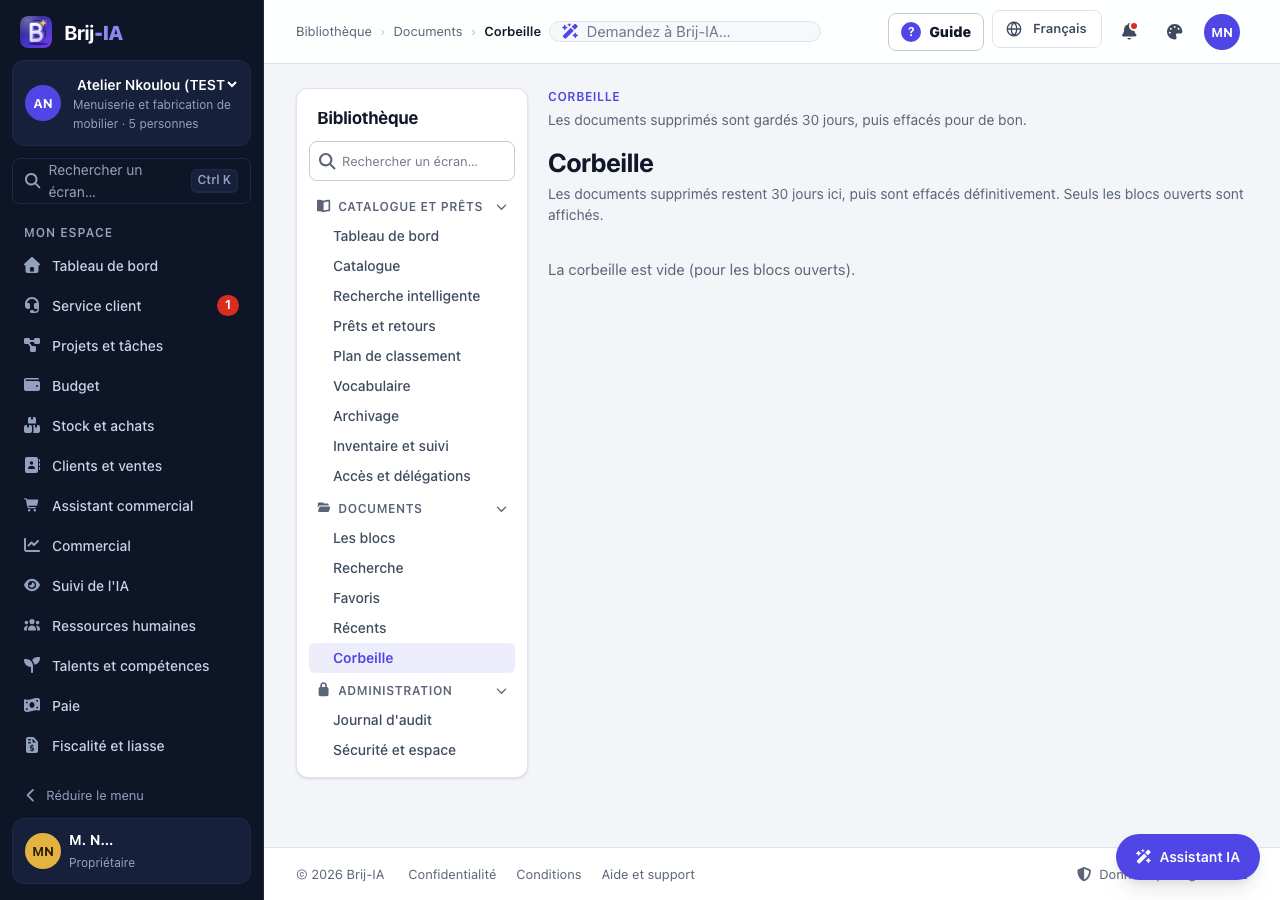 Brij-IA
Atelier Nkoulou (TEST
AN
Menuiserie et fabrication de
mobilier · 5 personnes
Rechercher un
écran...
Ctrl K
MON ESPACE
Tableau de bord
Service client
1
Projets et tâches
Budget
Stock et achats
Clients et ventes
Assistant commercial
Commercial
Suivi de l'IA
Ressources humaines
Talents et compétences
Paie
Fiscalité et liasse
Réduire le menu
MN
M. N...
Propriétaire
Bibliothèque › Documents › Corbeille
Demandez à Brij-IA...
? Guide
Français
MN
Bibliothèque
Rechercher un écran...
CATALOGUE ET PRÊTS
Tableau de bord
Catalogue
Recherche intelligente
Prêts et retours
Plan de classement
Vocabulaire
Archivage
Inventaire et suivi
Accès et délégations
DOCUMENTS
Les blocs
Recherche
Favoris
Récents
Corbeille
ADMINISTRATION
Journal d'audit
Sécurité et espace
CORBEILLE
Les documents supprimés sont gardés 30 jours, puis effacés pour de bon.
Corbeille
Les documents supprimés restent 30 jours ici, puis sont effacés définitivement. Seuls les blocs ouverts sont
affichés.
La corbeille est vide (pour les blocs ouverts).
© 2026 Brij-IA
Confidentialité
Conditions
Aide et support
Assistant IA